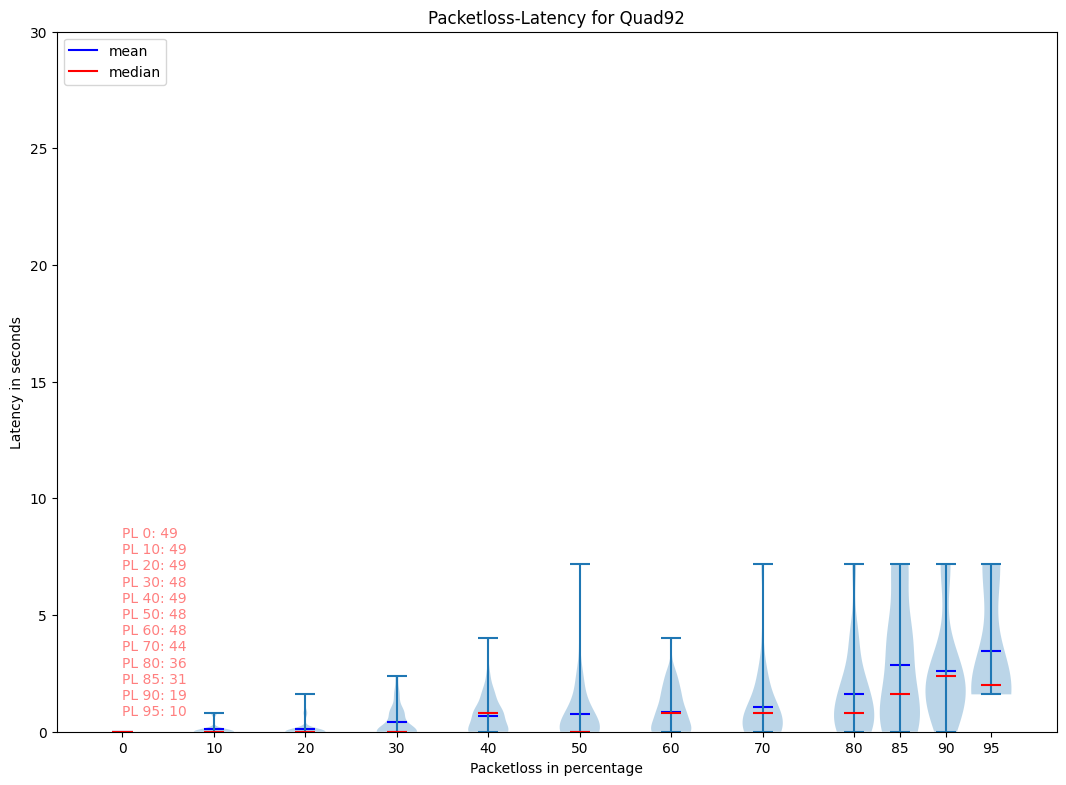 Packetloss-Latency for Quad92
mean
median
30
25
20
15
10
5
0
Latency in seconds
PL 0: 49
PL 10: 49
PL 20: 49
PL 30: 48
PL 40: 49
PL 50: 48
PL 60: 48
PL 70: 44
PL 80: 36
PL 85: 31
PL 90: 19
PL 95: 10
0 10 20 30 40 50 60 70 80 85 90 95
Packetloss in percentage